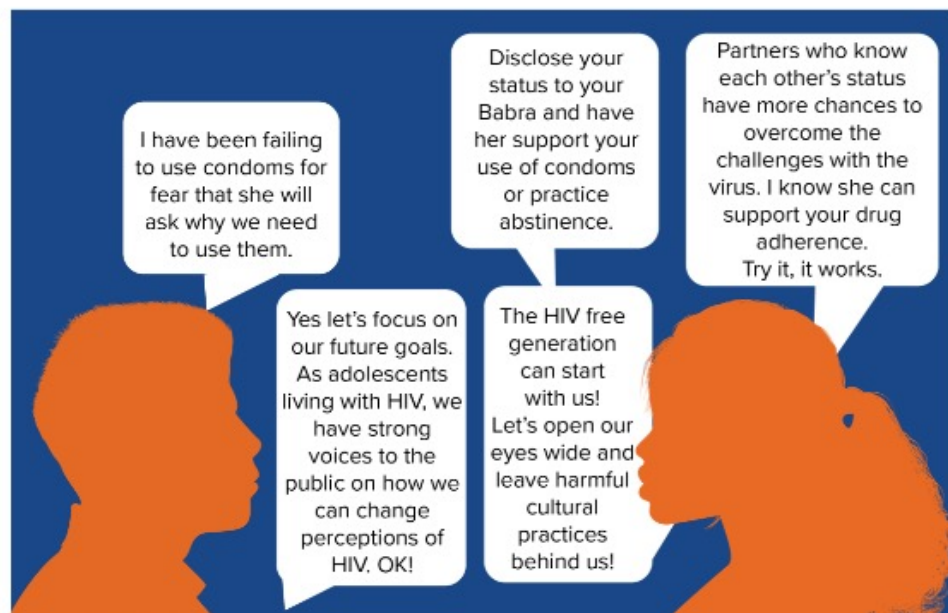 I have been failing
to use condoms for
fear that she will
ask why we need
to use them.
Disclose your
status to your
Babra and have
her support your
use of condoms
or practice
abstinence.
Partners who know
each other’s status
have more chances to
overcome the
challenges with the
virus. I know she can
support your drug
adherence.
Try it, it works.
The HIV free
generation
can start
with us!
Let’s open our
eyes wide and
leave harmful
cultural
practices
behind us!
Yes let’s focus on
our future goals.
As adolescents
living with HIV, we
have strong
voices to the
public on how we
can change
perceptions of
HIV. OK!